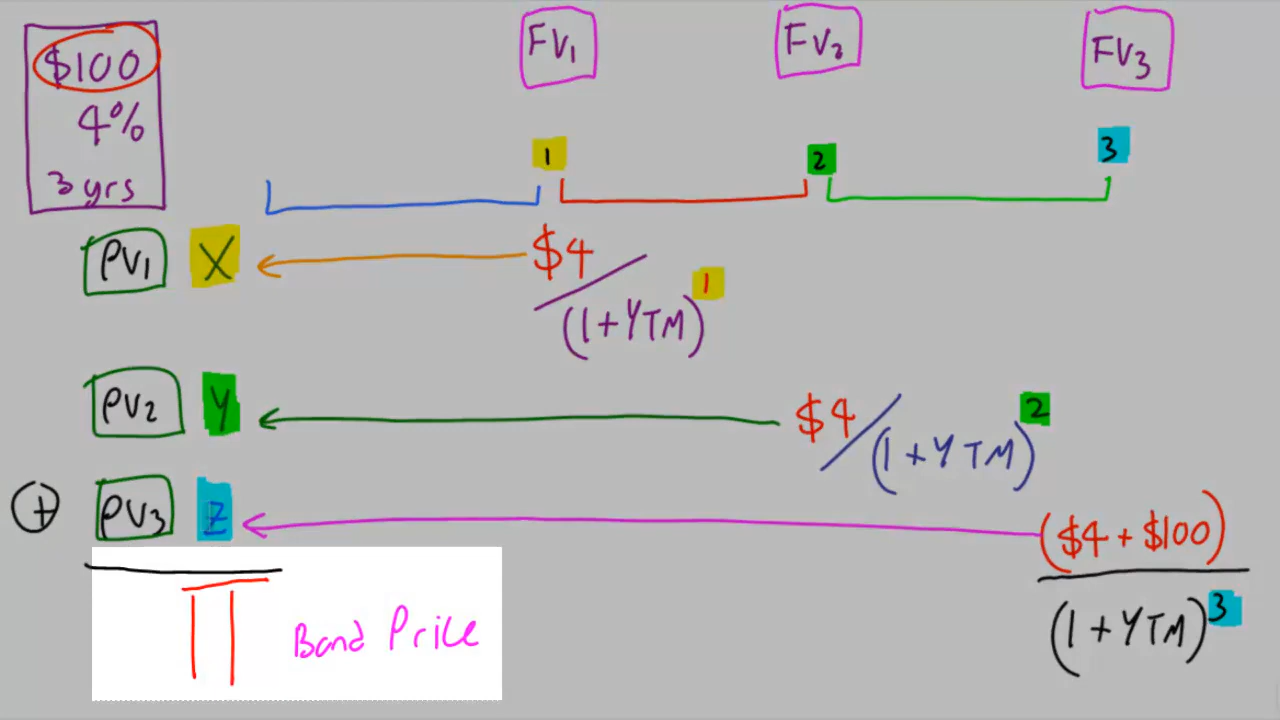 $100
4%
3 yrs
FV1
FV2
FV3
1
2
3
PV1 X
$4/(1+YTM)^1
PV2 Y
$4/(1+YTM)^2
+ PV3 Z
($4 + $100)
(1+YTM)^3
Π Bond Price